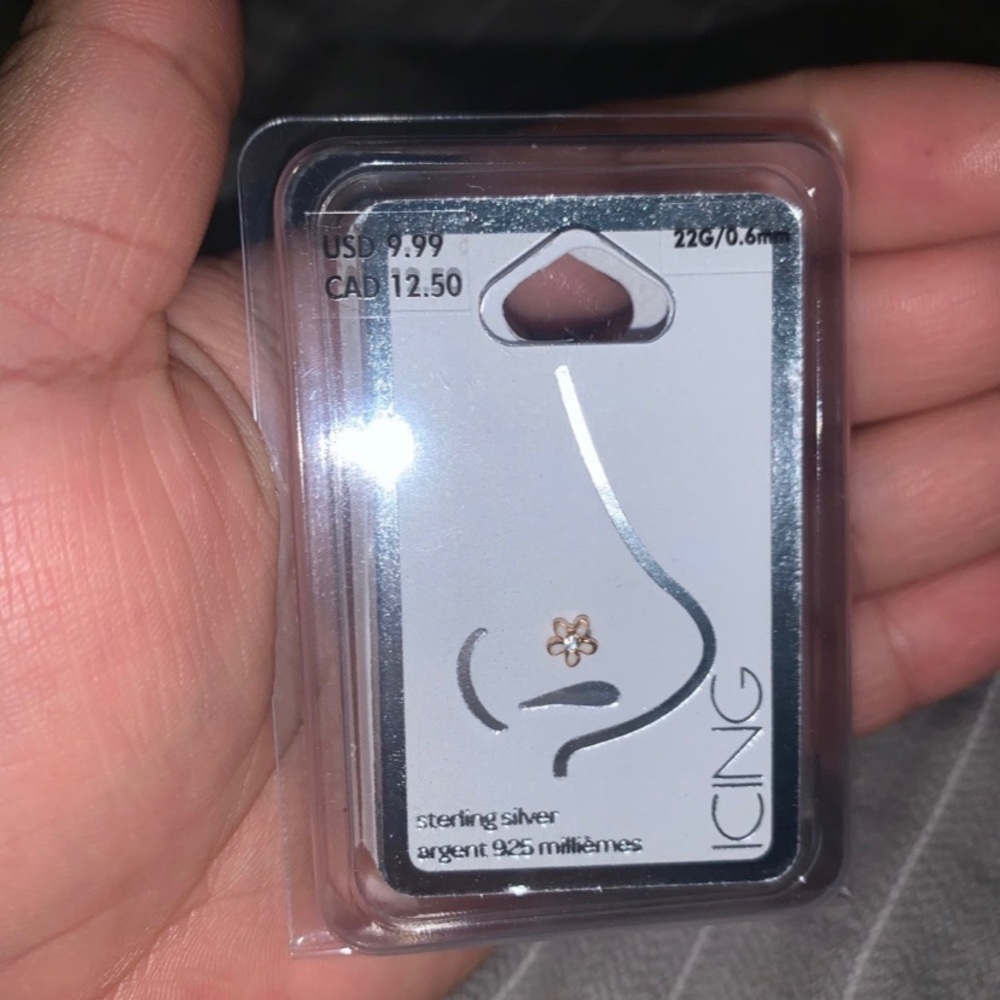 USD 9.99
CAD 12.50
22G/0.6mm
ICING
sterling silver
argent 925 millièmes